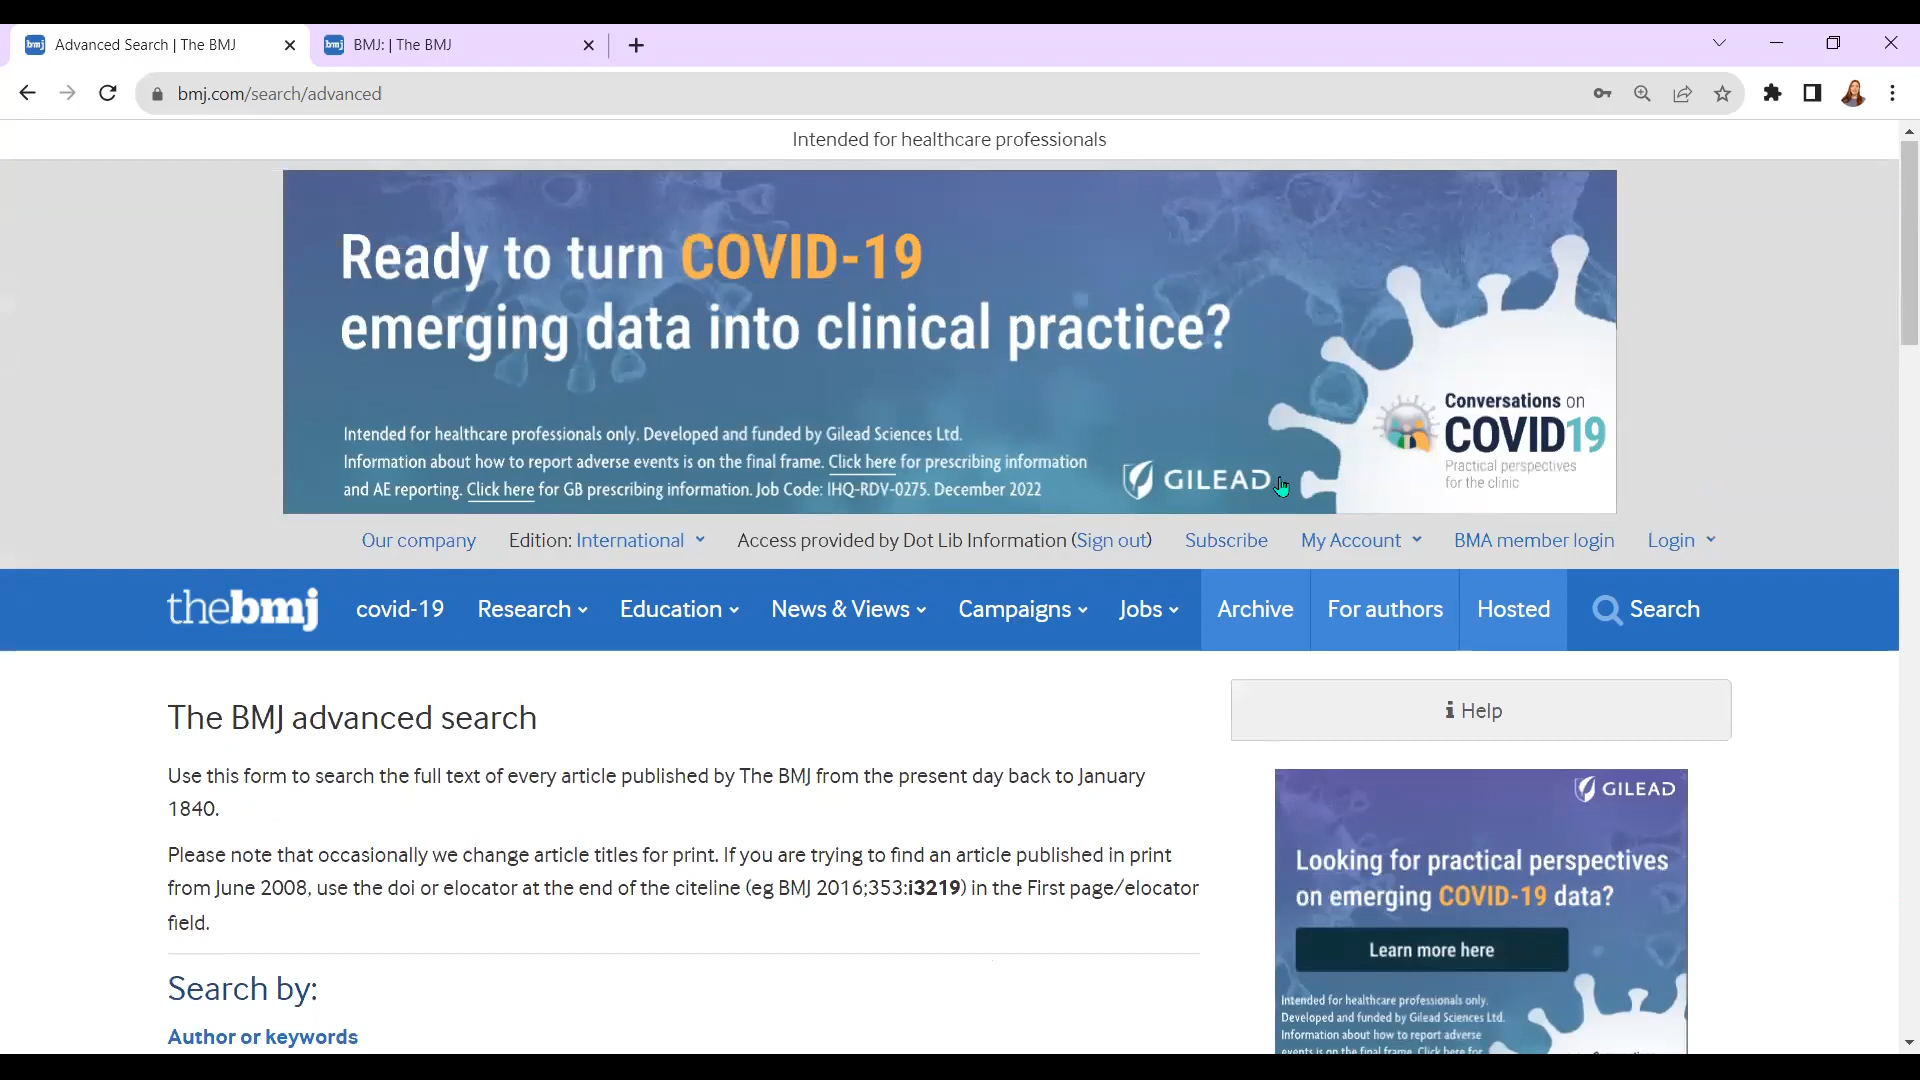 bmj Advanced Search | The BMJ
bmj BMJ: | The BMJ
bmj.com/search/advanced
Intended for healthcare professionals
Ready to turn COVID-19
emerging data into clinical practice?
Intended for healthcare professionals only. Developed and funded by Gilead Sciences Ltd.
Information about how to report adverse events is on the final frame. Click here for prescribing information
and AE reporting. Click here for GB prescribing information. Job Code: IHQ-RDV-0275. December 2022
GILEAD
Conversations on
COVID19
Practical perspectives
for the clinic
Our company Edition: International Access provided by Dot Lib Information (Sign out) Subscribe My Account BMA member login Login
thebmj covid-19 Research Education News & Views Campaigns Jobs Archive For authors Hosted Search
The BMJ advanced search
Use this form to search the full text of every article published by The BMJ from the present day back to January
1840.
Please note that occasionally we change article titles for print. If you are trying to find an article published in print
from June 2008, use the doi or elocator at the end of the citeline (eg BMJ 2016;353:i3219) in the First page/elocator
field.
Search by:
Author or keywords
i Help
GILEAD
Looking for practical perspectives
on emerging COVID-19 data?
Learn more here
Intended for healthcare professionals only.
Developed and funded by Gilead Sciences Ltd.
Information about how to report adverse
events is on the final frame. Click here for